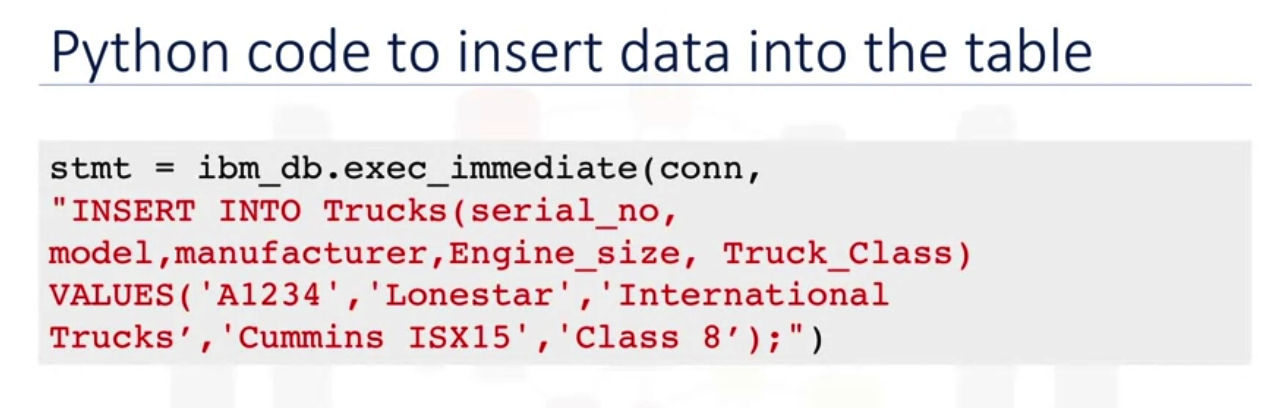 Python code to insert data into the table
stmt = ibm_db.exec_immediate(conn,
"INSERT INTO Trucks(serial_no,
model,manufacturer,Engine_size, Truck_Class)
VALUES('A1234','Lonestar','International
Trucks’,'Cummins ISX15','Class 8’);")